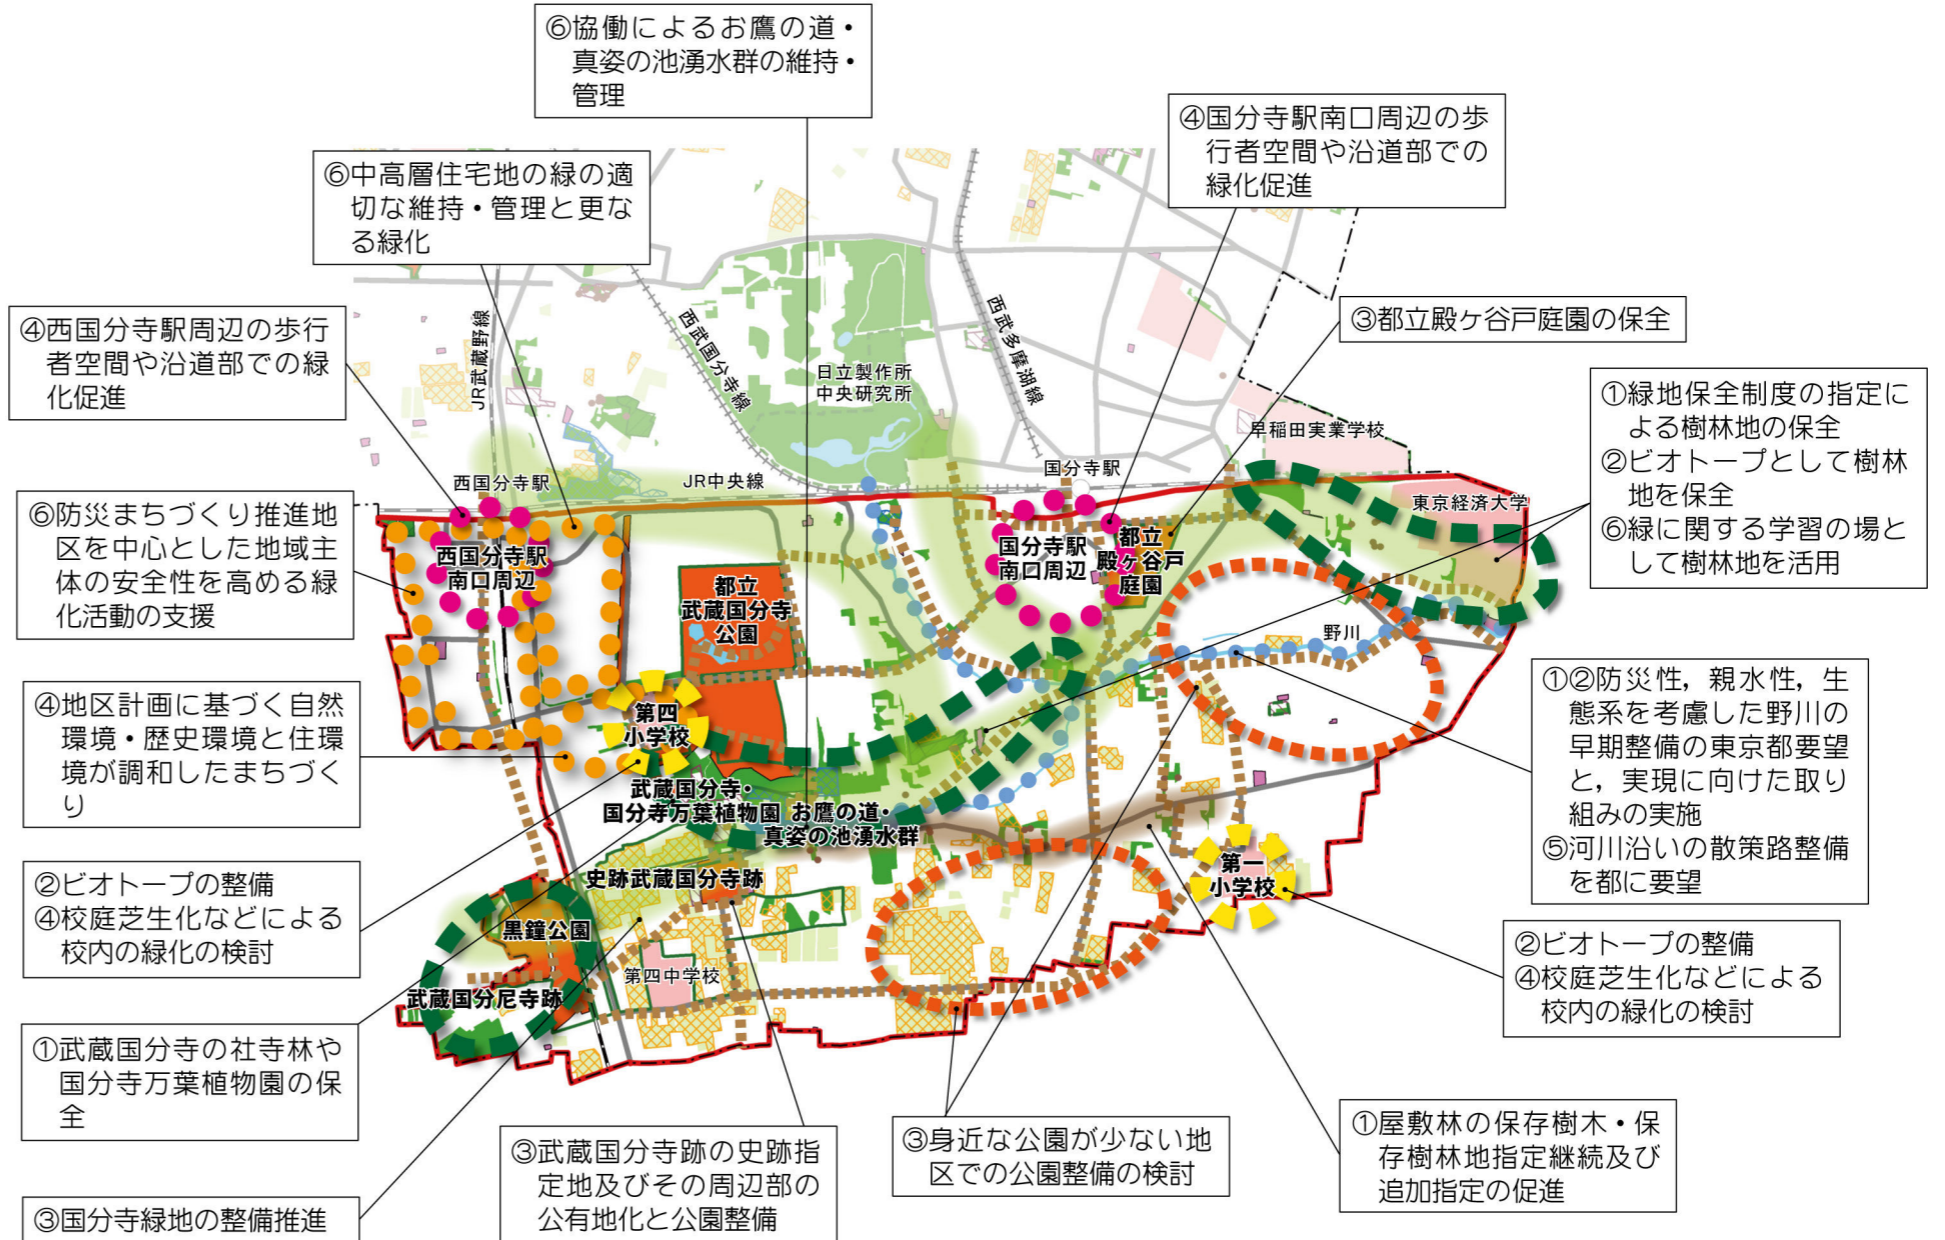 ⑥協働によるお鷹の道・
真姿の池湧水群の維持・
管理
④国分寺駅南口周辺の歩
行者空間や沿道部での
緑化促進
⑥中高層住宅地の緑の適
切な維持・管理と更な
る緑化
④西国分寺駅周辺の歩行
者空間や沿道部での緑
化促進
③都立殿ヶ谷戸庭園の保全
①緑地保全制度の指定に
よる樹林地の保全
②ビオトープとして樹林
地を保全
⑥緑に関する学習の場と
して樹林地を活用
⑥防災まちづくり推進地
区を中心とした地域主
体の安全性を高める緑
化活動の支援
④地区計画に基づく自然
環境・歴史環境と住環
境が調和したまちづく
り
①②防災性，親水性，生
態系を考慮した野川の
早期整備の東京都要望
と，実現に向けた取り
組みの実施
⑤河川沿いの散策路整備
を都に要望
②ビオトープの整備
④校庭芝生化などによる
校内の緑化の検討
②ビオトープの整備
④校庭芝生化などによる
校内の緑化の検討
①武蔵国分寺の社寺林や
国分寺万葉植物園の保
全
③国分寺緑地の整備推進
③武蔵国分寺跡の史跡指
定地及びその周辺部の
公有地化と公園整備
③身近な公園が少ない地
区での公園整備の検討
①屋敷林の保存樹木・保
存樹林地指定継続及び
追加指定の促進
JR武蔵野線
西武国分寺線
西武多摩湖線
日立製作所
中央研究所
早稲田実業学校
西国分寺駅
JR中央線
国分寺駅
東京経済大学
西国分寺駅
南口周辺
国分寺駅
南口周辺
都立
殿ヶ谷戸
庭園
都立
武蔵国分寺
公園
野川
第四
小学校
武蔵国分寺・
国分寺万葉植物園
お鷹の道・
真姿の池湧水群
史跡武蔵国分寺跡
第一
小学校
黒鐘公園
第四中学校
武蔵国分尼寺跡